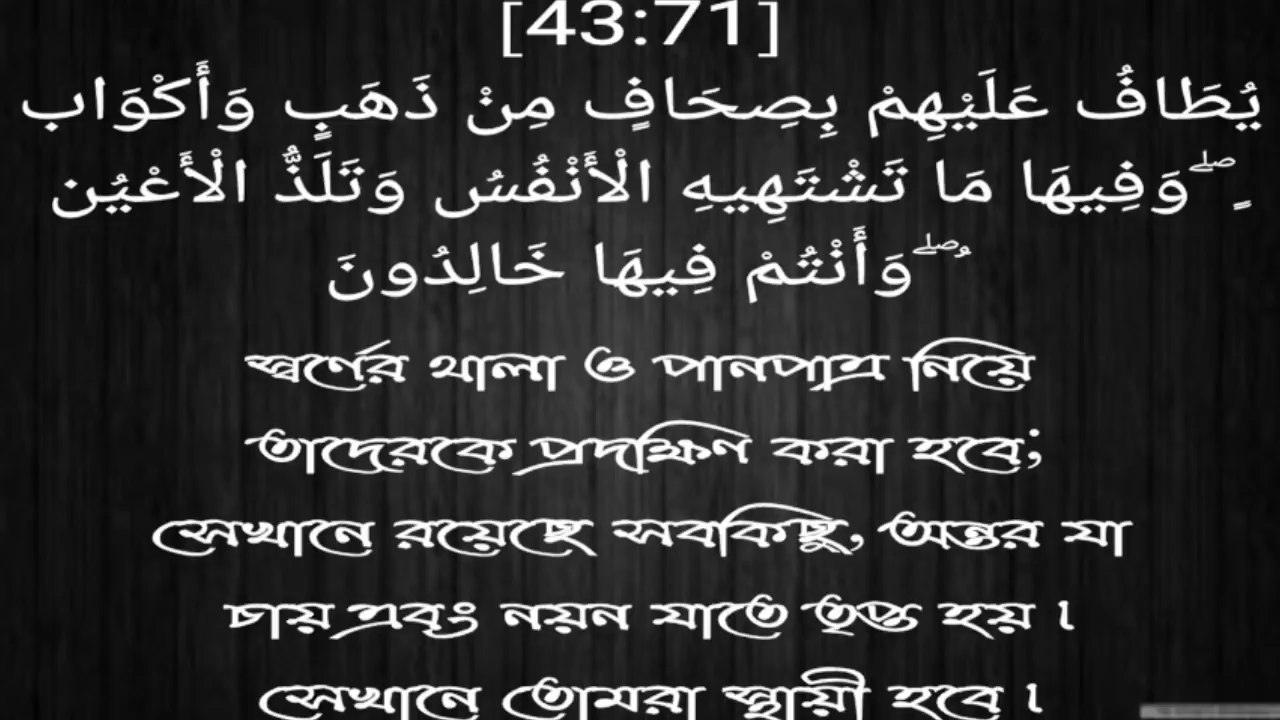 [43:71]
يُطَافُ عَلَيْهِمْ بِصِحَافٍ مِنْ ذَهَبٍ وَأَكْوَاب
ٍ ۖ وَفِيهَا مَا تَشْتَهِيهِ الْأَنْفُسُ وَتَلَذُّ الْأَعْيُن
ُ ۖ وَأَنْتُمْ فِيهَا خَالِدُونَ
স্বর্ণের থালা ও পানপাত্র নিয়ে
তাদেরকে প্রদক্ষিণ করা হবে;
সেখানে রয়েছে সবকিছু, অন্তর যা
চায় এবং নয়ন যাতে তৃপ্ত হয় ।
সেখানে তোমরা স্থায়ী হবে ।